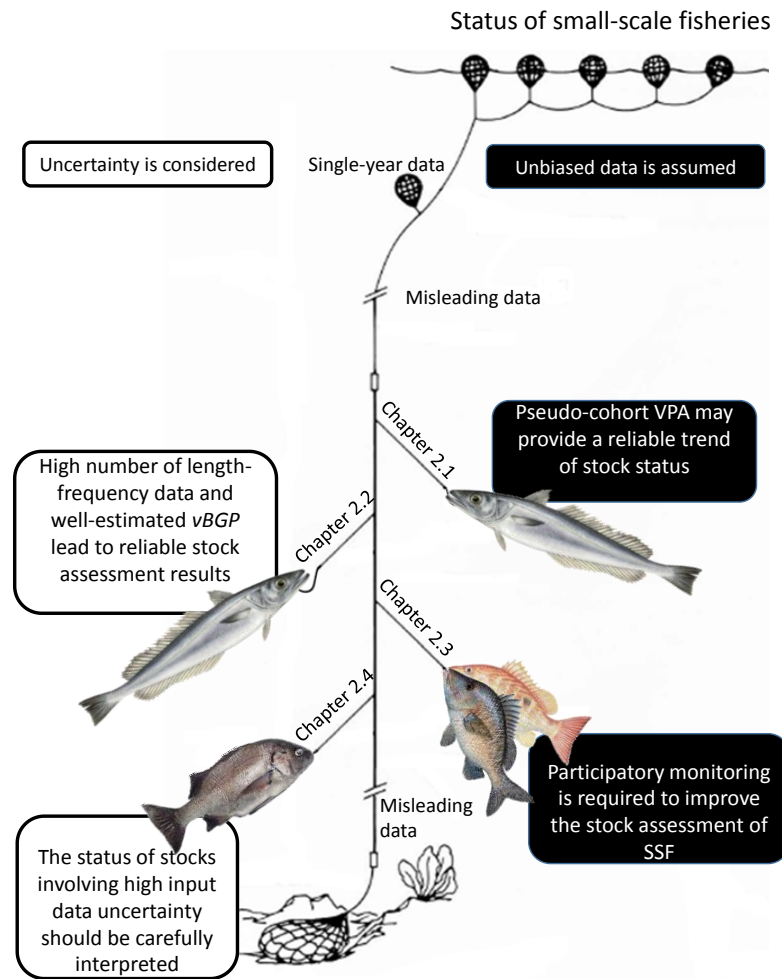 Status of small-scale fisheries
Uncertainty is considered
Single-year data
Unbiased data is assumed
Misleading data
Chapter 2.1
Pseudo-cohort VPA may
provide a reliable trend
of stock status
High number of length-
frequency data and
well-estimated vBGP
lead to reliable stock
assessment results
Chapter 2.2
Chapter 2.3
Chapter 2.4
Participatory monitoring
is required to improve
the stock assessment of
SSF
Misleading
data
The status of stocks
involving high input
data uncertainty
should be carefully
interpreted